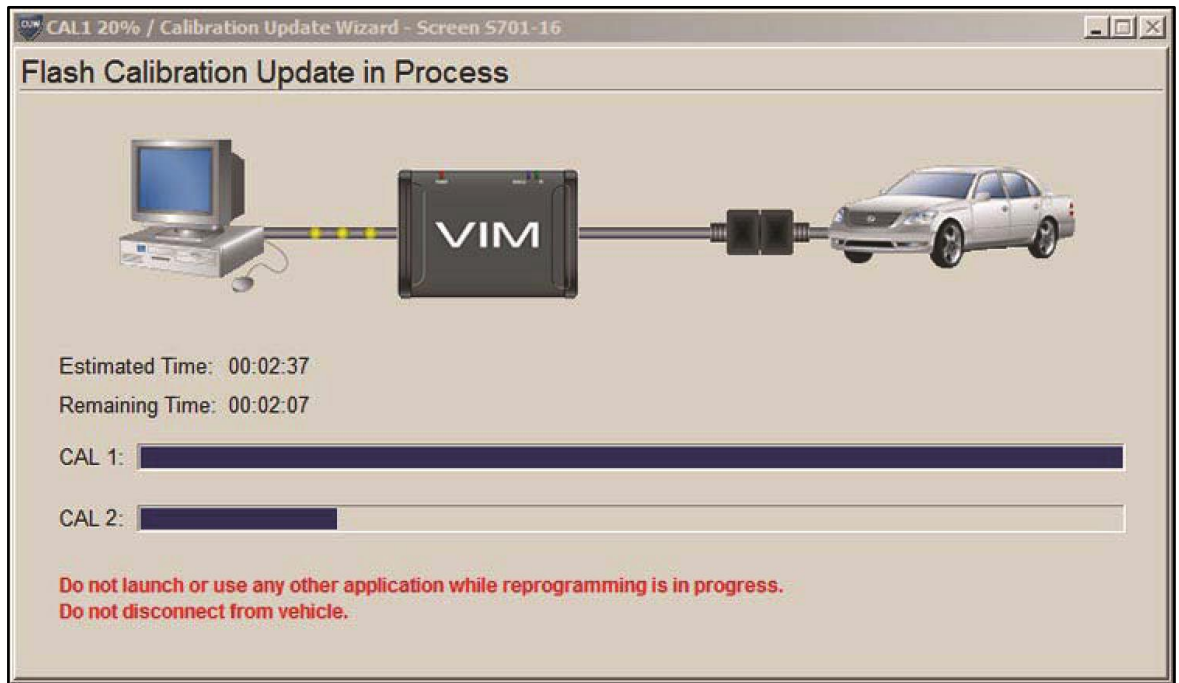 CAL1 20% / Calibration Update Wizard - Screen S701-16
Flash Calibration Update in Process
VIM
Estimated Time: 00:02:37
Remaining Time: 00:02:07
CAL 1:
CAL 2:
Do not launch or use any other application while reprogramming is in progress.
Do not disconnect from vehicle.